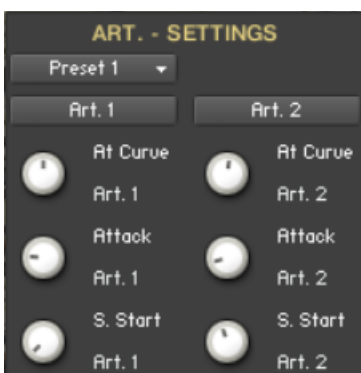 ART. - SETTINGS
Preset 1
Art. 1 Art. 2
At Curve At Curve
Art. 1 Art. 2
Attack Attack
Art. 1 Art. 2
S. Start S. Start
Art. 1 Art. 2